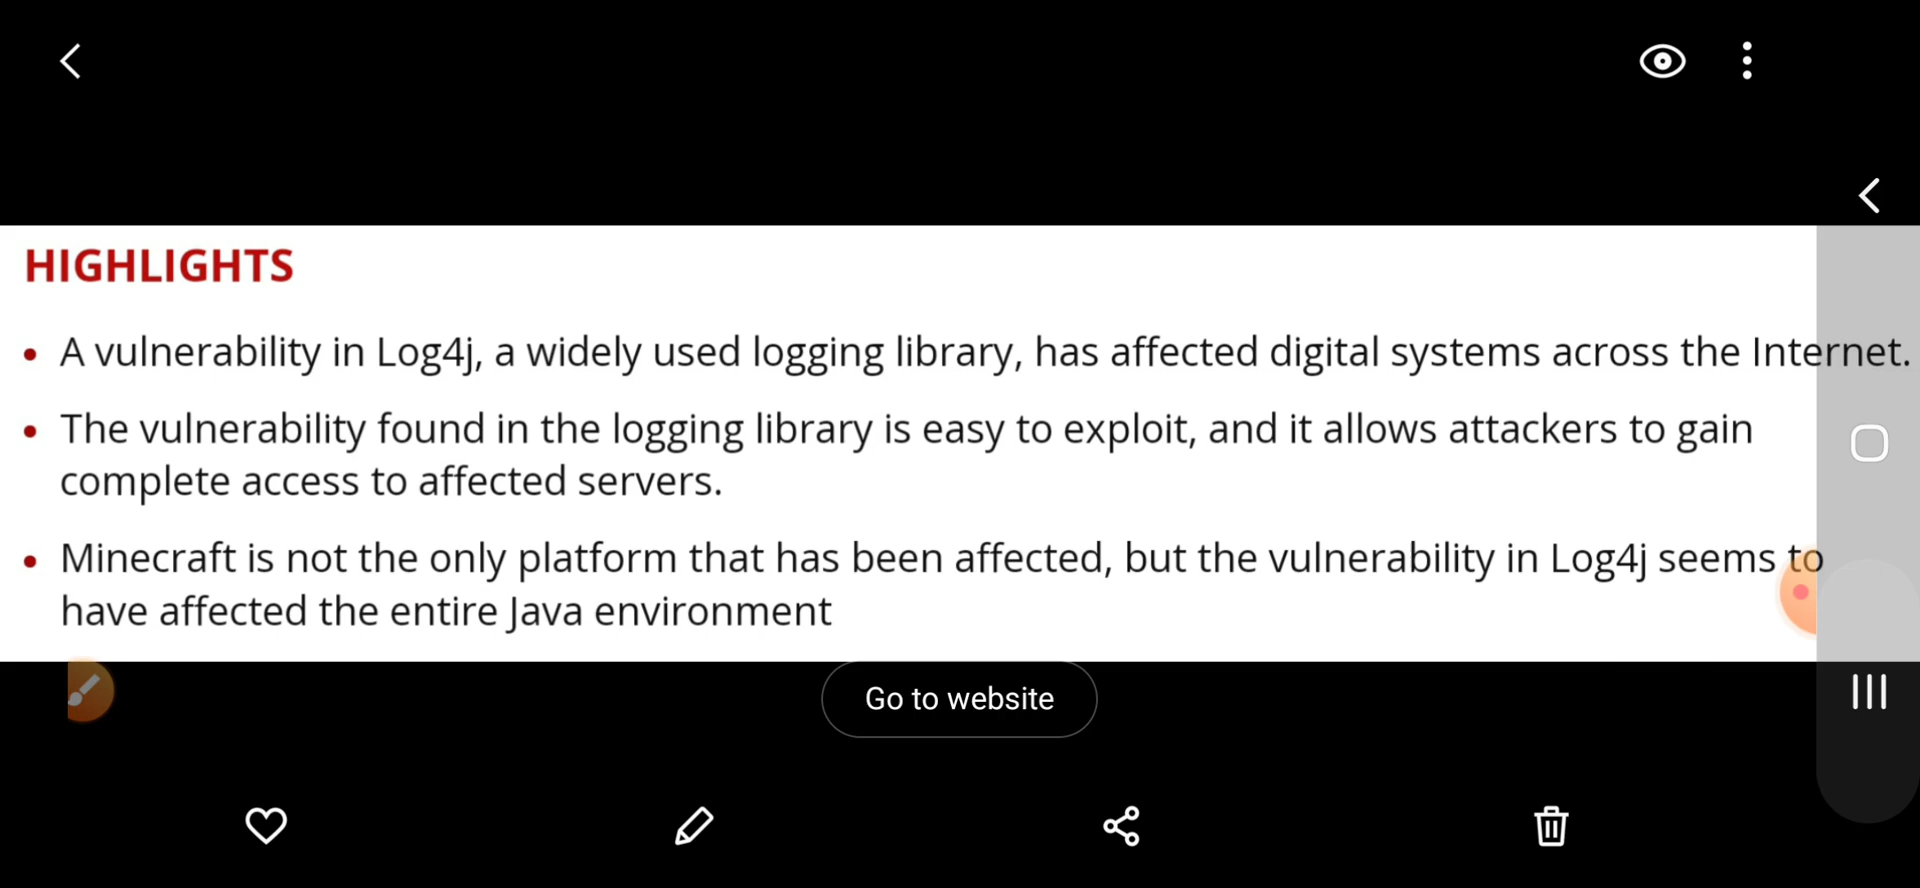 HIGHLIGHTS
• A vulnerability in Log4j, a widely used logging library, has affected digital systems across the Internet.
• The vulnerability found in the logging library is easy to exploit, and it allows attackers to gain
complete access to affected servers.
• Minecraft is not the only platform that has been affected, but the vulnerability in Log4j seems to
have affected the entire Java environment
Go to website